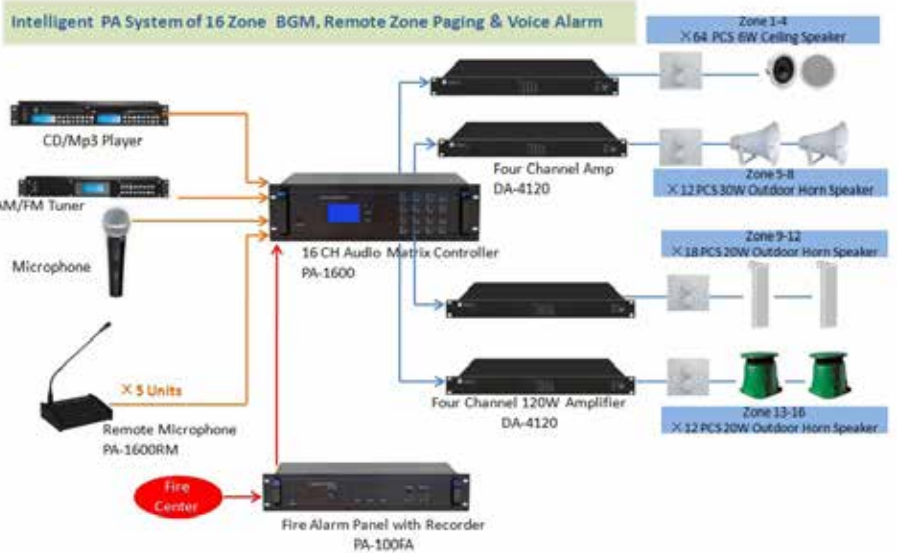 Intelligent PA System of 16 Zone BGM, Remote Zone Paging & Voice Alarm
Zone 1-4
×64 PCS 6W Ceiling Speaker
CD/Mp3 Player
Four Channel Amp
DA-4120
Zone 5-8
×12 PCS 30W Outdoor Horn Speaker
AM/FM Tuner
Microphone
16 CH Audio Matrix Controller
PA-1600
Zone 9-12
×18 PCS 20W Outdoor Horn Speaker
×5 Units
Remote Microphone
PA-1600RM
Four Channel 120W Amplifier
DA-4120
Zone 13-16
×12 PCS 20W Outdoor Horn Speaker
Fire
Center
Fire Alarm Panel with Recorder
PA-100FA